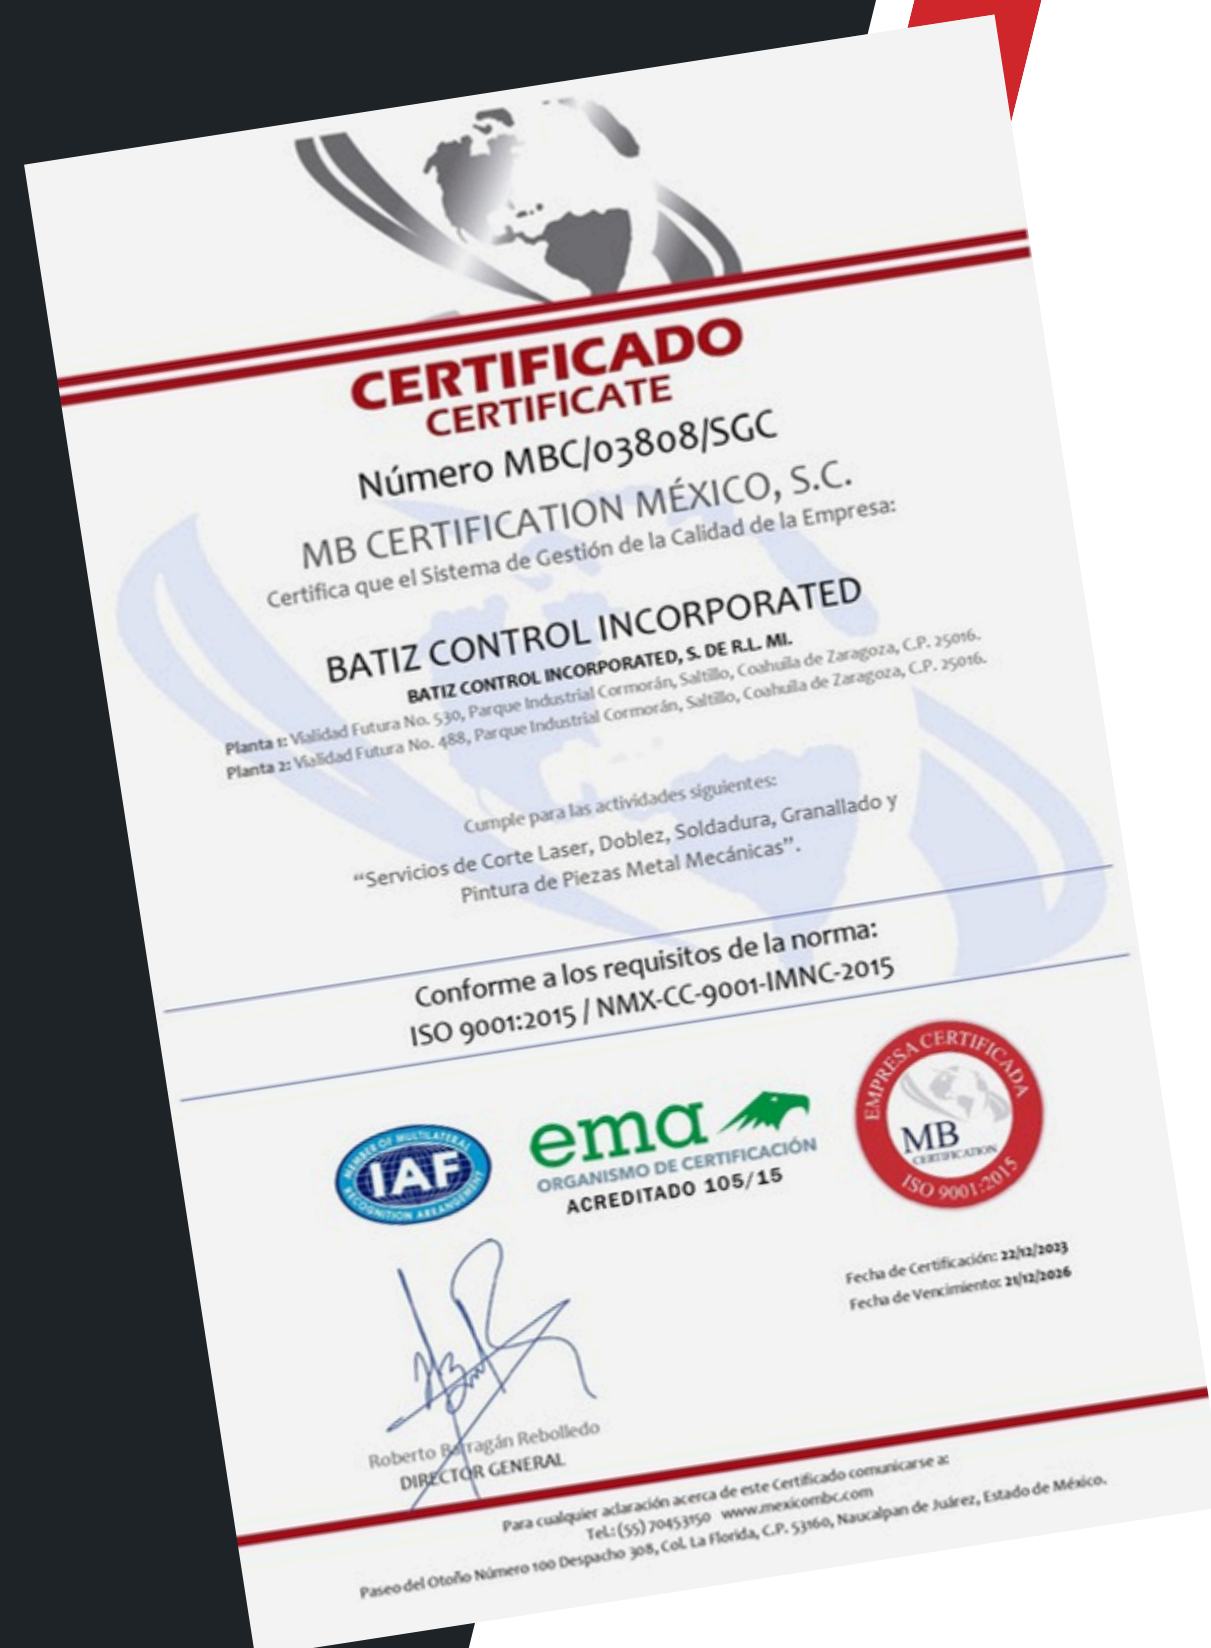 CERTIFICADO
CERTIFICATE
Número MBC/03808/SGC
MB CERTIFICATION MÉXICO, S.C.
Certifica que el Sistema de Gestión de la Calidad de la Empresa:
BATIZ CONTROL INCORPORATED
BATIZ CONTROL INCORPORATED, S. DE R.L. MI.
Planta 1: Vialidad Futura No. 530, Parque Industrial Cormorán, Saltillo, Coahuila de Zaragoza, C.P. 25016.
Planta 2: Vialidad Futura No. 488, Parque Industrial Cormorán, Saltillo, Coahuila de Zaragoza, C.P. 25016.
Cumple para las actividades siguientes:
“Servicios de Corte Laser, Doblez, Soldadura, Granallado y
Pintura de Piezas Metal Mecánicas”.
Conforme a los requisitos de la norma:
ISO 9001:2015 / NMX-CC-9001-IMNC-2015
MEMBER OF MULTILATERAL
IAF
RECOGNITION ARRANGEMENT
ema
ORGANISMO DE CERTIFICACIÓN
ACREDITADO 105/15
EMPRESA CERTIFICADA
MB
CERTIFICATION
ISO 9001:2015
Fecha de Certificación: 22/12/2023
Fecha de Vencimiento: 21/12/2026
Roberto Barragán Rebolledo
DIRECTOR GENERAL
Para cualquier aclaración acerca de este Certificado comunicarse a:
Tel.: (55) 70453150 www.mexicombc.com
Paseo del Otoño Número 100 Despacho 308, Col. La Florida, C.P. 53160, Naucalpan de Juárez, Estado de México.